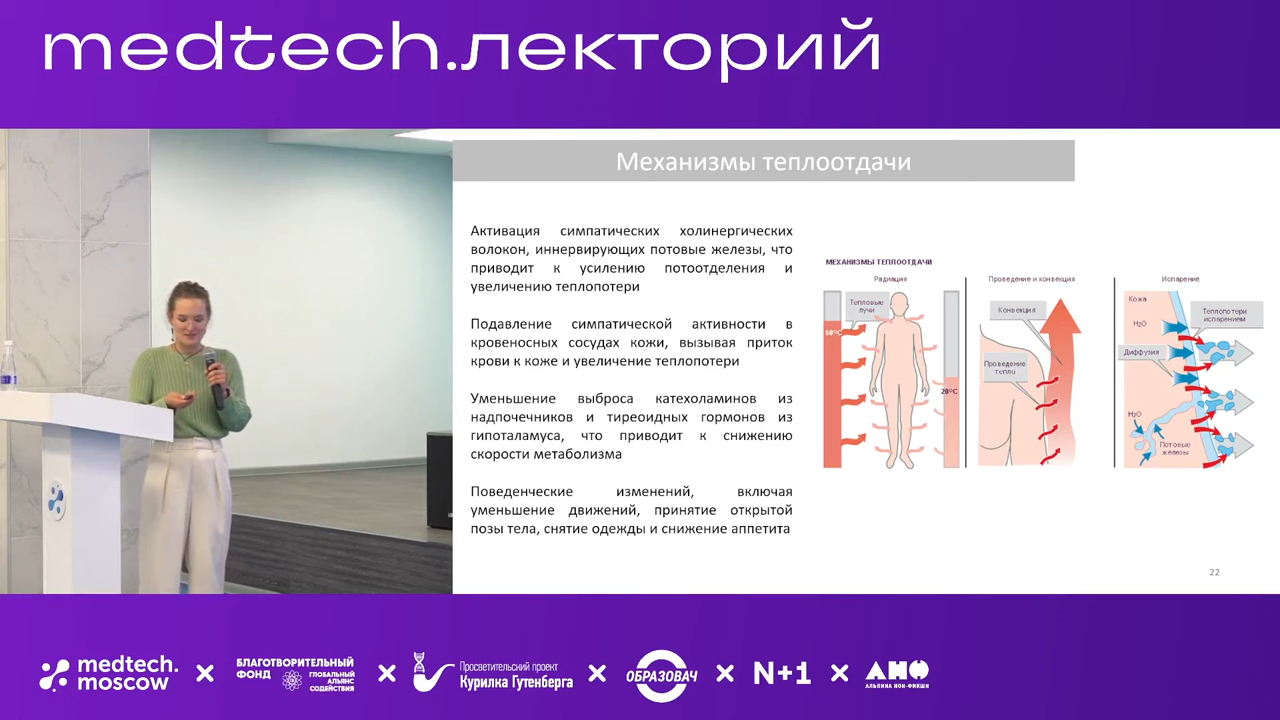 medtech.лекторий
Механизмы теплоотдачи
Активация симпатических холинергических
волокон, иннервирующих потовые железы, что
приводит к усилению потоотделения и
увеличению теплопотери
Подавление симпатической активности в
кровеносных сосудах кожи, вызывая приток
крови к коже и увеличение теплопотери
Уменьшение выброса катехоламинов из
надпочечников и тиреоидных гормонов из
гипоталамуса, что приводит к снижению
скорости метаболизма
Поведенческие изменений, включая
уменьшение движений, принятие открытой
позы тела, снятие одежды и снижение аппетита
МЕХАНИЗМЫ ТЕПЛООТДАЧИ
Радиация
Тепловые
лучи
28ºC
Проведение и конвекция
Конвекция
Проведение
тепла
Испарение
Кожа
H₂O
Теплопотери
испарением
Диффузия
H₂O
Потовые
железы
22
medtech.
moscow
×
БЛАГОТВОРИТЕЛЬНЫЙ
ФОНД
ГЛОБАЛЬНЫЙ
АЛЬЯНС
СОДЕЙСТВИЯ
×
Просветительский проект
Курилка Гутенберга
×
ОБРАЗОВАЧ
×
N+1
×
АНФ
АЛЬПИНА НОН-ФИКШН